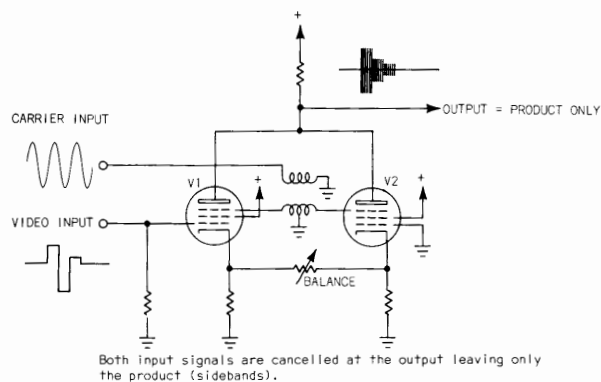 +
OUTPUT = PRODUCT ONLY
CARRIER INPUT
V1
+
V2
+
VIDEO INPUT
BALANCE
Both input signals are cancelled at the output leaving only
the product (sidebands).